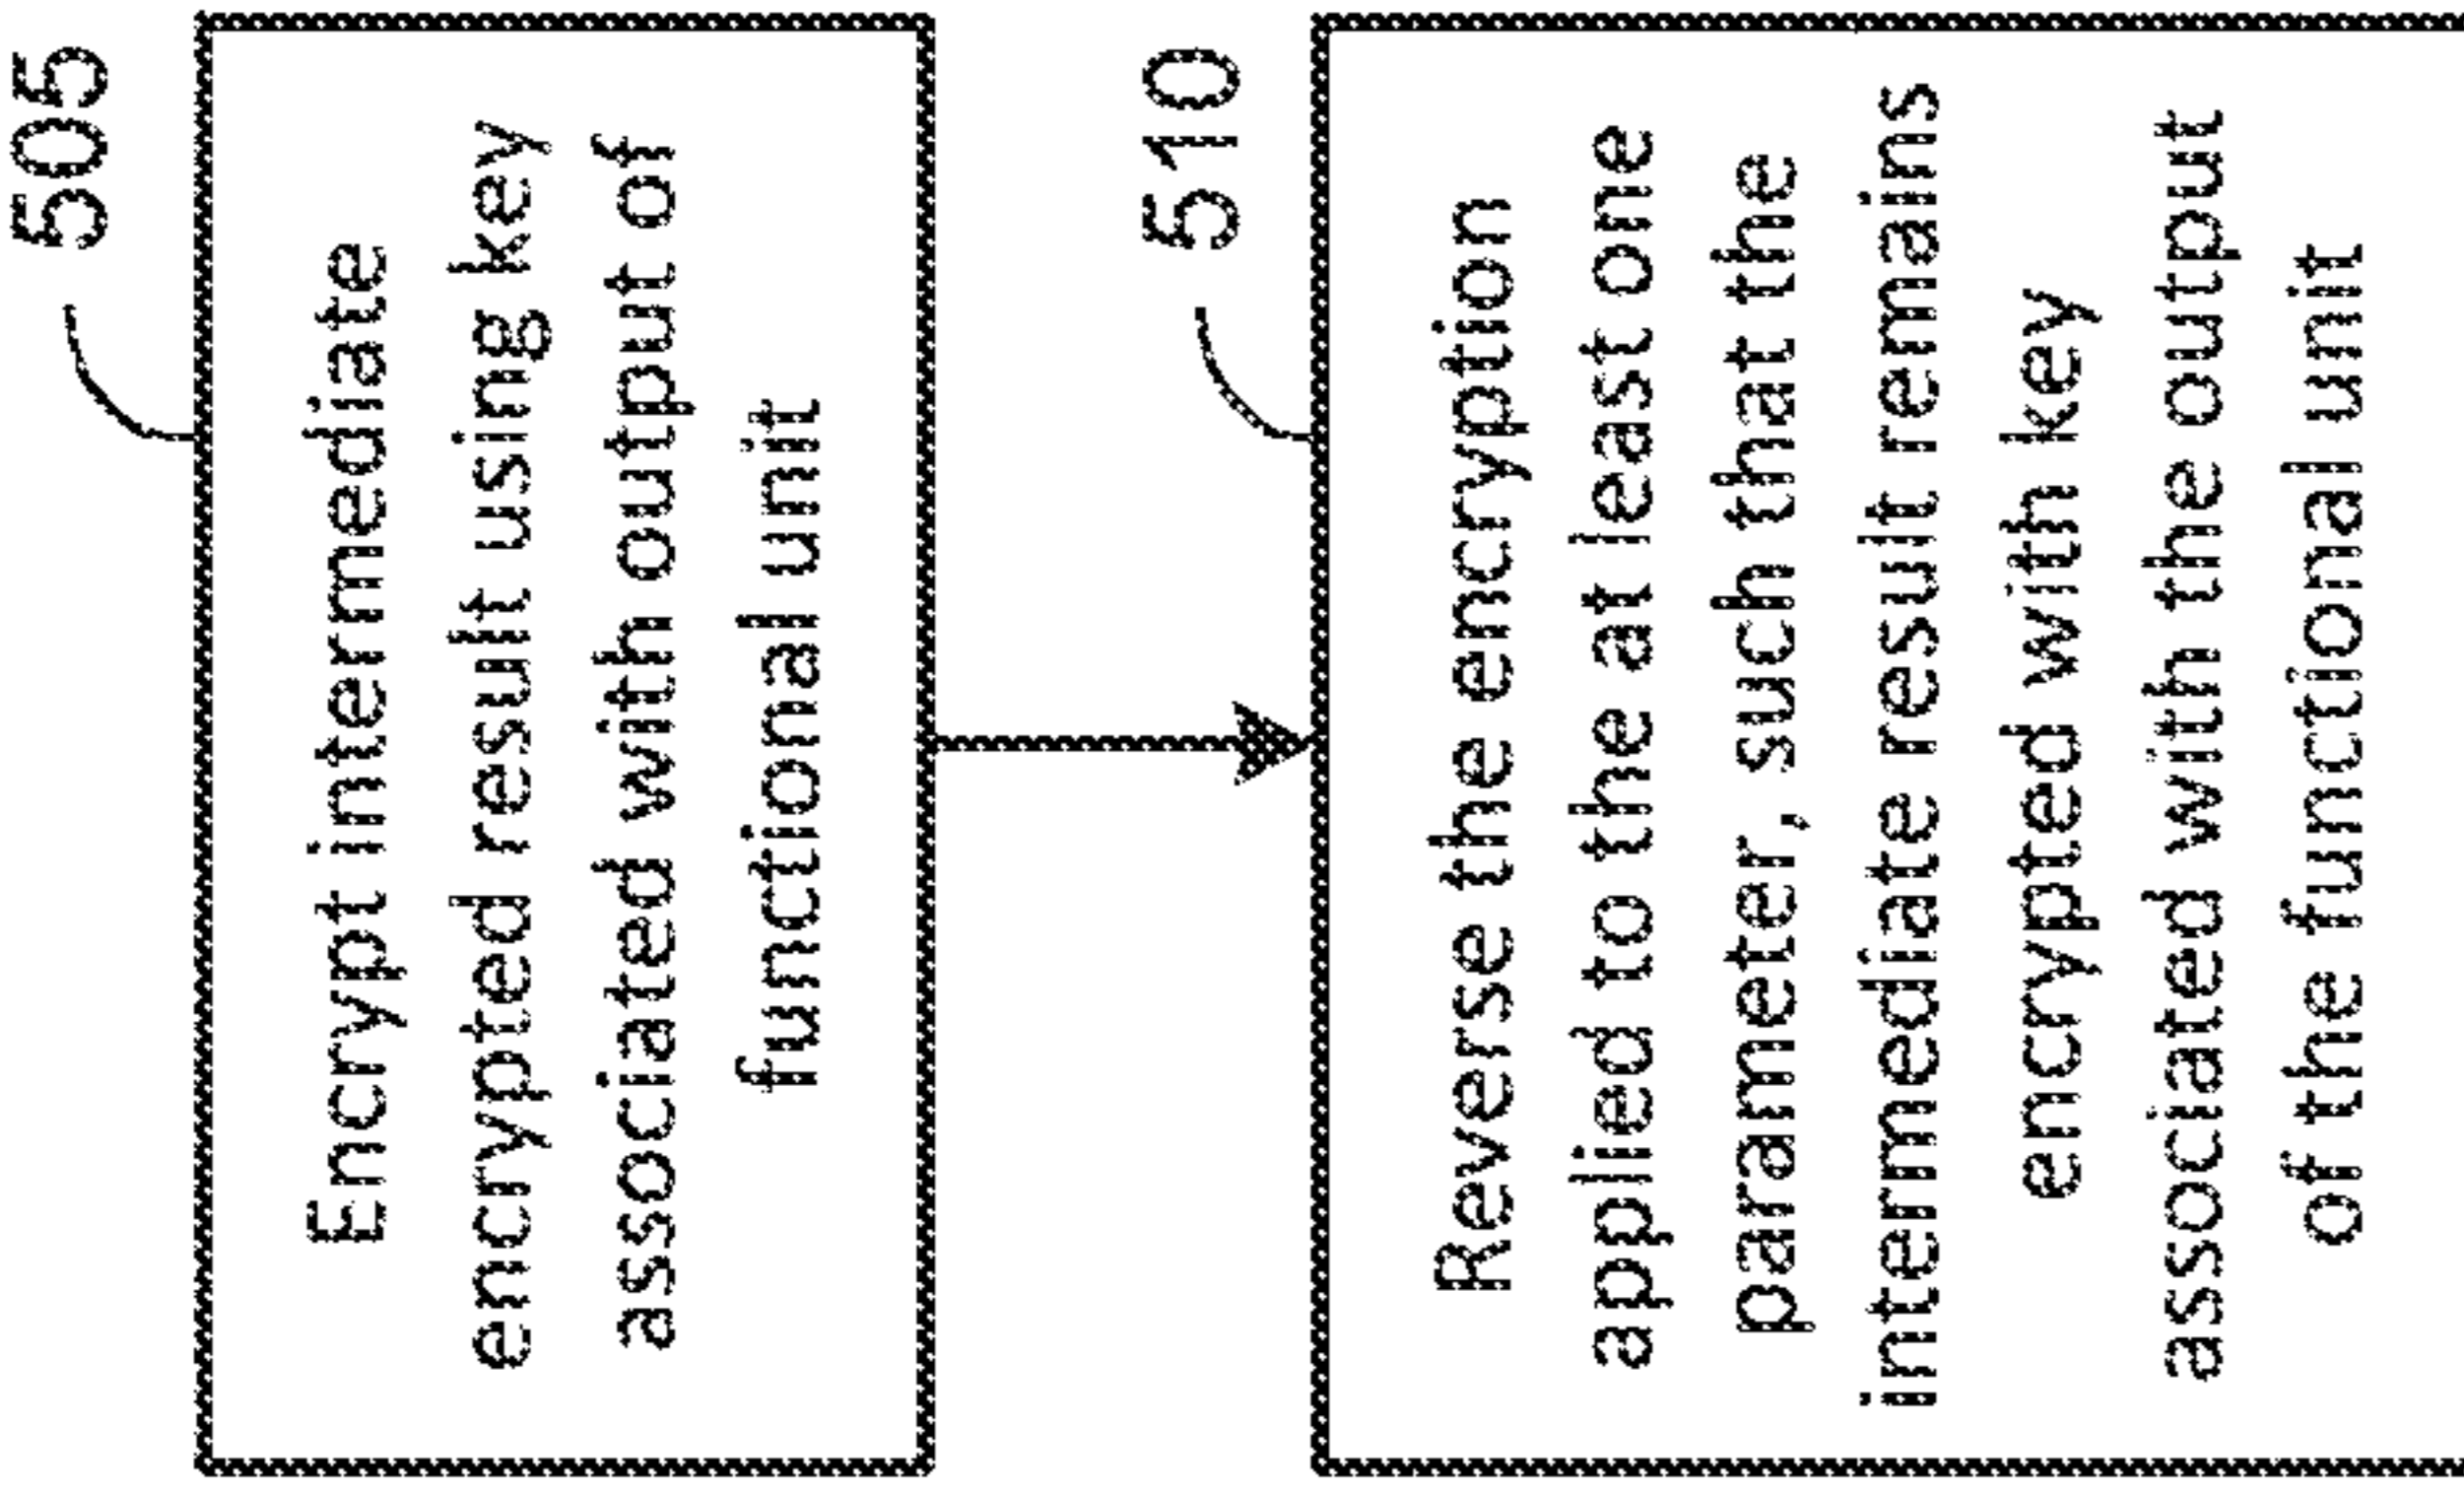 505
Encrypt intermediate
encrypted result using key
associated with output of
functional unit
510
Reverse the encryption
applied to the at least one
parameter, such that the
intermediate result remains
encrypted with key
associated with the output
of the functional unit